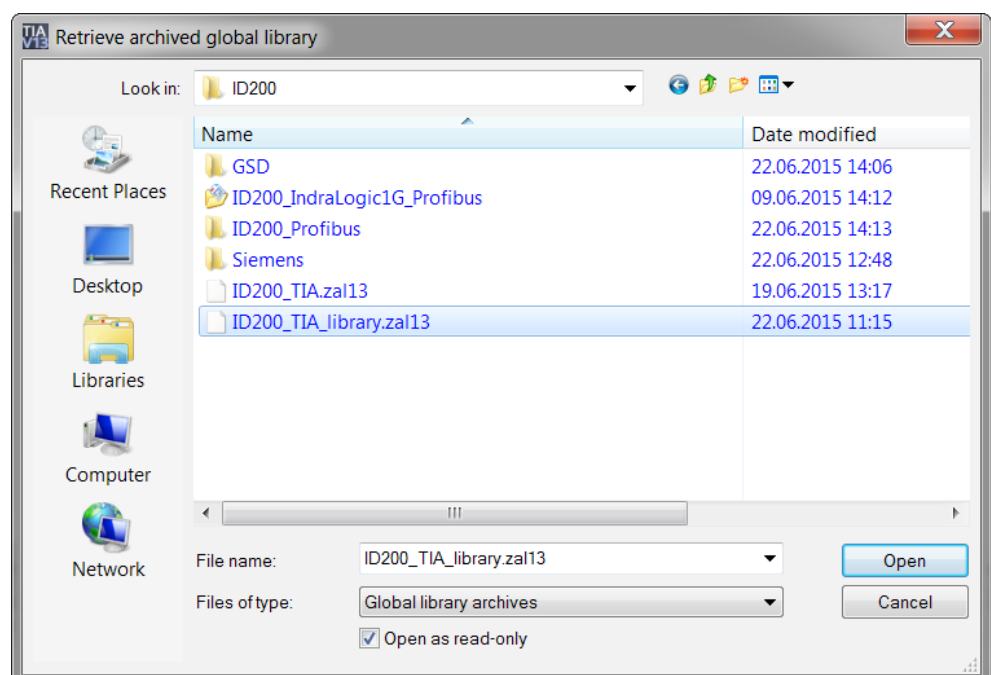 TIA V13 Retrieve archived global library X
Look in: ID200
Name Date modified
GSD 22.06.2015 14:06
ID200_IndraLogic1G_Profibus 09.06.2015 14:12
ID200_Profibus 22.06.2015 14:13
Siemens 22.06.2015 12:48
ID200_TIA.zal13 19.06.2015 13:17
ID200_TIA_library.zal13 22.06.2015 11:15
Recent Places
Desktop
Libraries
Computer
Network
File name: ID200_TIA_library.zal13 Open
Files of type: Global library archives Cancel
Open as read-only